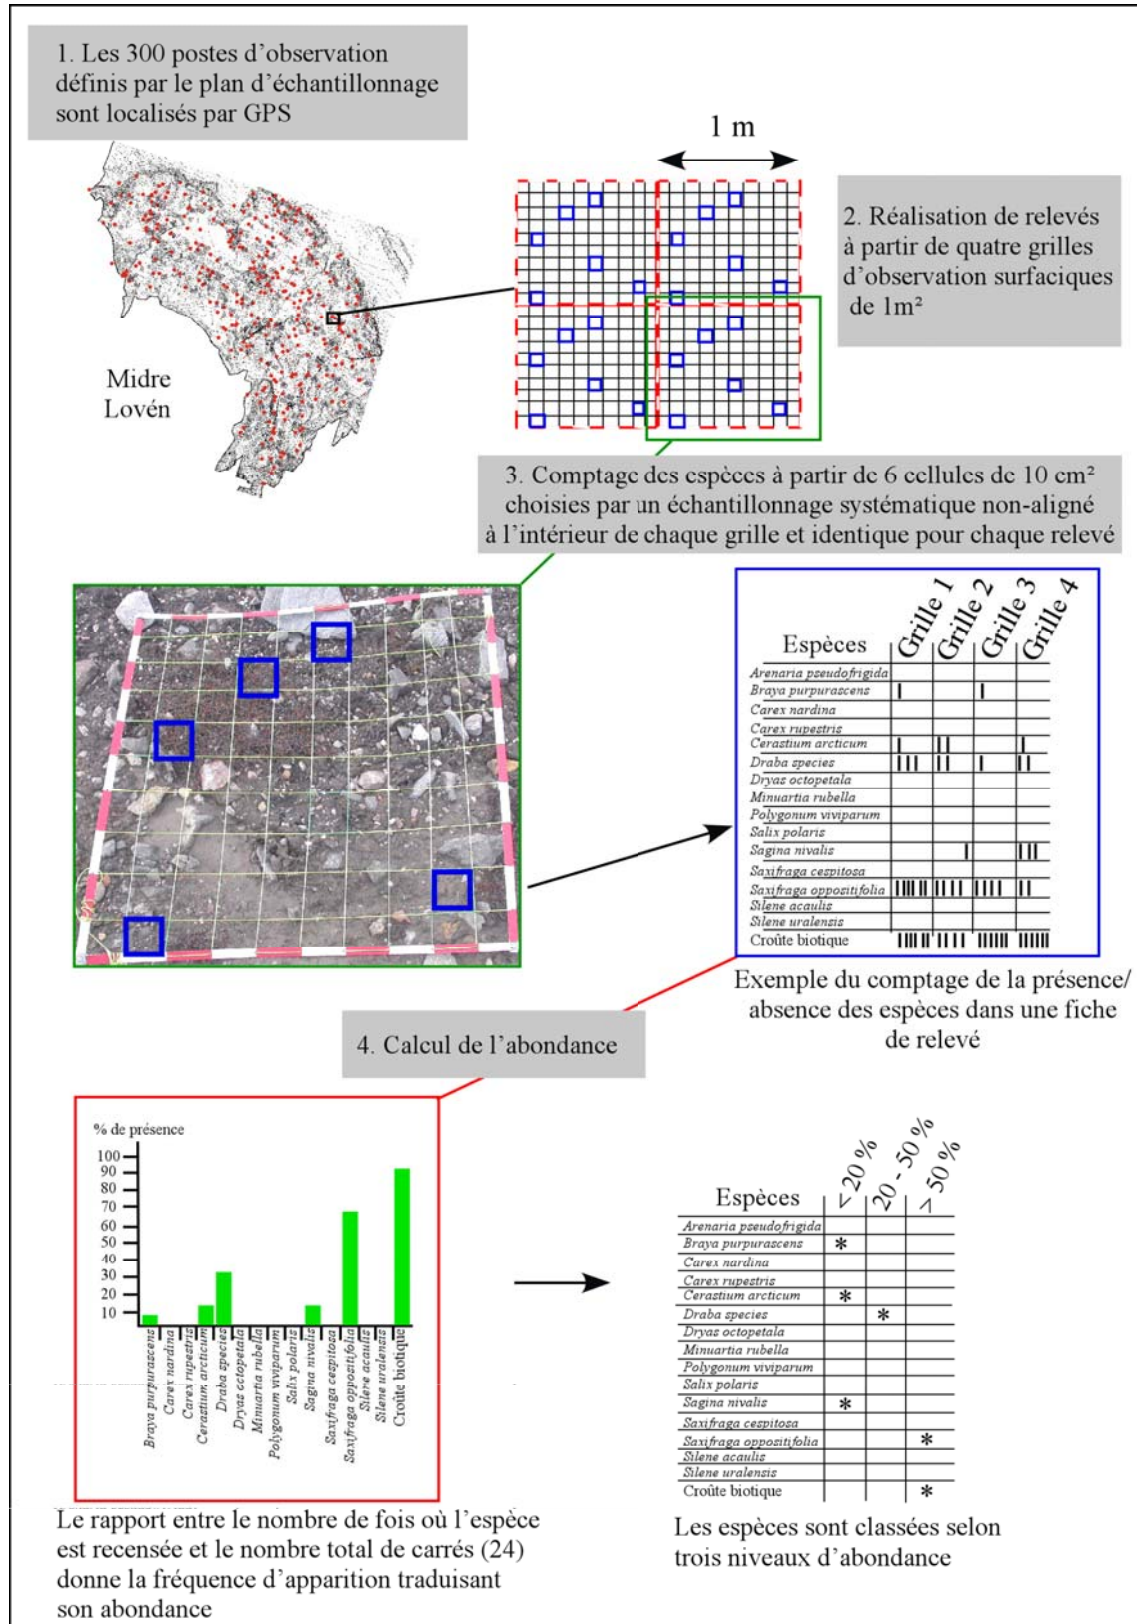 1. Les 300 postes d’observation
définis par le plan d’échantillonnage
sont localisés par GPS
1 m
2. Réalisation de relevés
à partir de quatre grilles
d’observation surfaciques
de 1m²
Midre
Lovén
3. Comptage des espèces à partir de 6 cellules de 10 cm²
choisies par un échantillonnage systématique non-aligné
à l’intérieur de chaque grille et identique pour chaque relevé
Espèces
Grille 1
Grille 2
Grille 3
Grille 4
Arenaria pseudofrigida
Braya purpurascens
Carex nardina
Carex rupestris
Cerastium arcticum
Draba species
Dryas octopetala
Minuartia rubella
Polygonum viviparum
Salix polaris
Sagina nivalis
Saxifraga cespitosa
Saxifraga oppositifolia
Silene acaulis
Silene uralensis
Croûte biotique
Exemple du comptage de la présence/
absence des espèces dans une fiche
de relevé
4. Calcul de l’abondance
% de présence
100
90
80
70
60
50
40
30
20
10
Braya purpurascens
Carex nardina
Carex rupestris
Cerastium arcticum
Draba species
Dryas octopetala
Minuartia rubella
Polygonum viviparum
Salix polaris
Sagina nivalis
Saxifraga cespitosa
Saxifraga oppositifolia
Silene acaulis
Silene uralensis
Croûte biotique
Le rapport entre le nombre de fois où l’espèce
est recensée et le nombre total de carrés (24)
donne la fréquence d’apparition traduisant
son abondance
Espèces
< 20 %
20 - 50 %
> 50 %
Arenaria pseudofrigida
Braya purpurascens *
Carex nardina
Carex rupestris
Cerastium arcticum *
Draba species *
Dryas octopetala
Minuartia rubella
Polygonum viviparum
Salix polaris
Sagina nivalis *
Saxifraga cespitosa
Saxifraga oppositifolia *
Silene acaulis
Silene uralensis
Croûte biotique *
Les espèces sont classées selon
trois niveaux d’abondance